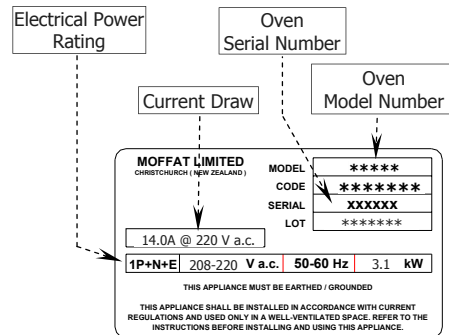 Electrical Power
Rating
Oven
Serial Number
Current Draw
Oven
Model Number
MOFFAT LIMITED
CHRISTCHURCH ( NEW ZEALAND )
MODEL *****
CODE *******
SERIAL xxxxxx
LOT *******
14.0A @ 220 V a.c.
1P+N+E 208-220 V a.c. 50-60 Hz 3.1 kW
THIS APPLIANCE MUST BE EARTHED / GROUNDED
THIS APPLIANCE SHALL BE INSTALLED IN ACCORDANCE WITH CURRENT
REGULATIONS AND USED ONLY IN A WELL-VENTILATED SPACE. REFER TO THE
INSTRUCTIONS BEFORE INSTALLING AND USING THIS APPLIANCE.